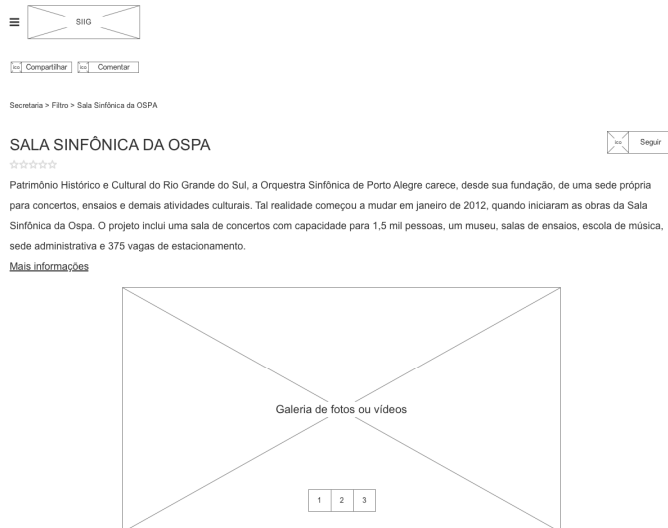 SIIG
ico Compartilhar ico Comentar
Secretaria > Filtro > Sala Sinfônica da OSPA
SALA SINFÔNICA DA OSPA
ico Seguir
Patrimônio Histórico e Cultural do Rio Grande do Sul, a Orquestra Sinfônica de Porto Alegre carece, desde sua fundação, de uma sede própria
para concertos, ensaios e demais atividades culturais. Tal realidade começou a mudar em janeiro de 2012, quando iniciaram as obras da Sala
Sinfônica da Ospa. O projeto inclui uma sala de concertos com capacidade para 1,5 mil pessoas, um museu, salas de ensaios, escola de música,
sede administrativa e 375 vagas de estacionamento.
Mais informações
Galeria de fotos ou vídeos
1 2 3